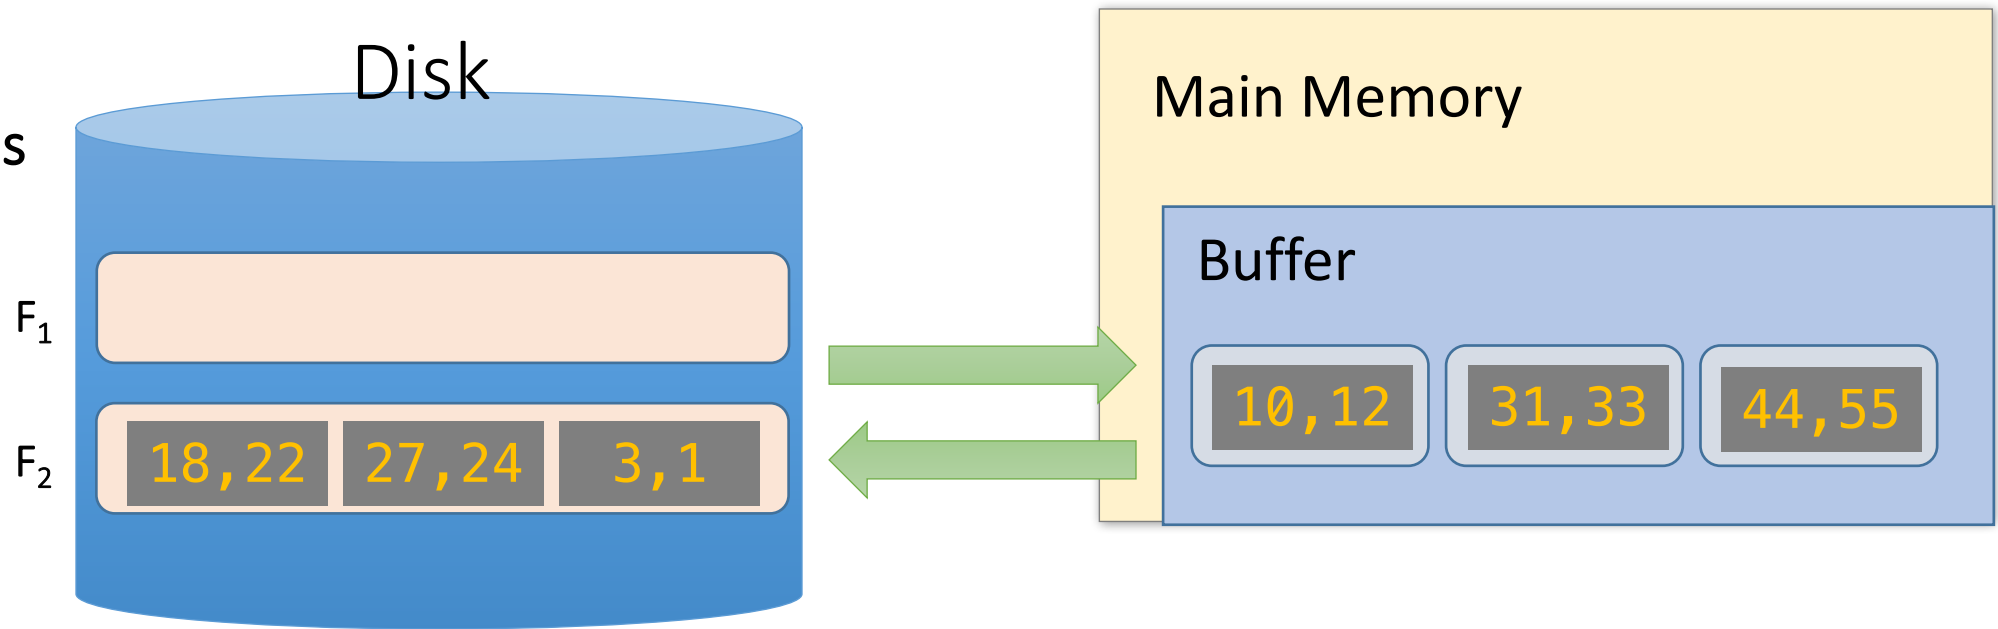 Disk
s
F1
F2
18,22 27,24 3,1
Main Memory
Buffer
10,12 31,33 44,55